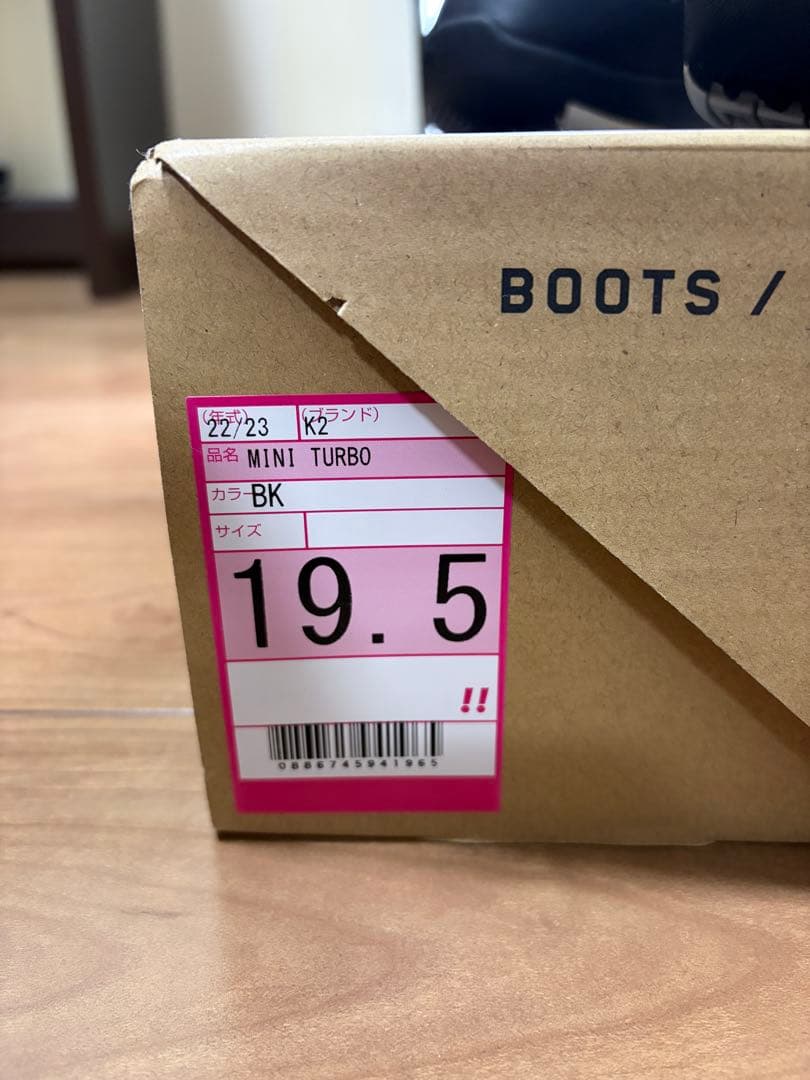 BOOTS /
(年式) (ブランド)
22/23 K2
品名 MINI TURBO
カラー BK
サイズ
19.5
!!
0886745941965